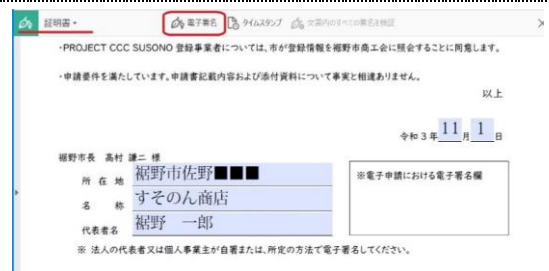 証明書 電子署名 タイムスタンプ 文書内のすべての署名を検証
・PROJECT CCC SUSONO 登録事業者については、市が登録情報を裾野市商工会に照会することに同意します。
・申請要件を満たしています。申請書記載内容および添付資料について事実と相違ありません。
以上
令和 3 年 11 月 1 日
裾野市長 高村 謙二 様
所 在 地 裾野市佐野■■■
※電子申請における電子署名欄
名 称 すそのん商店
代表者名 裾野 一郎
※ 法人の代表者又は個人事業主が自署または、所定の方法で電子署名してください。